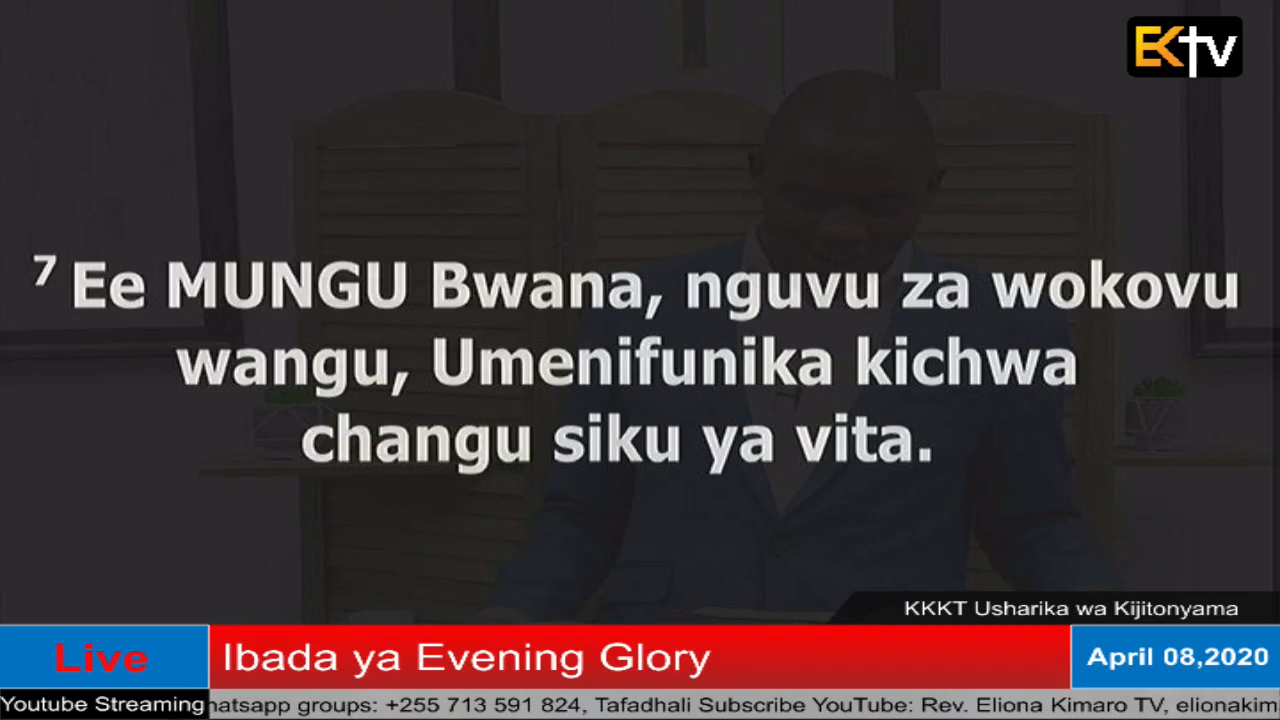 EKTV
7 Ee MUNGU Bwana, nguvu za wokovu
wangu, Umenifunika kichwa
changu siku ya vita.
KKKT Usharika wa Kijitonyama
Live
Ibada ya Evening Glory
April 08,2020
Youtube Streaming
hatsapp groups: +255 713 591 824, Tafadhali Subscribe YouTube: Rev. Eliona Kimaro TV, elionakim